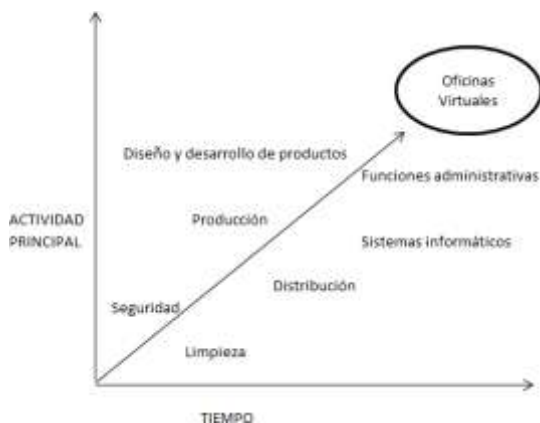 Oficinas
Virtuales
Diseño y desarrollo de productos
Funciones administrativas
Producción
ACTIVIDAD
PRINCIPAL
Sistemas informáticos
Distribución
Seguridad
Limpieza
TIEMPO